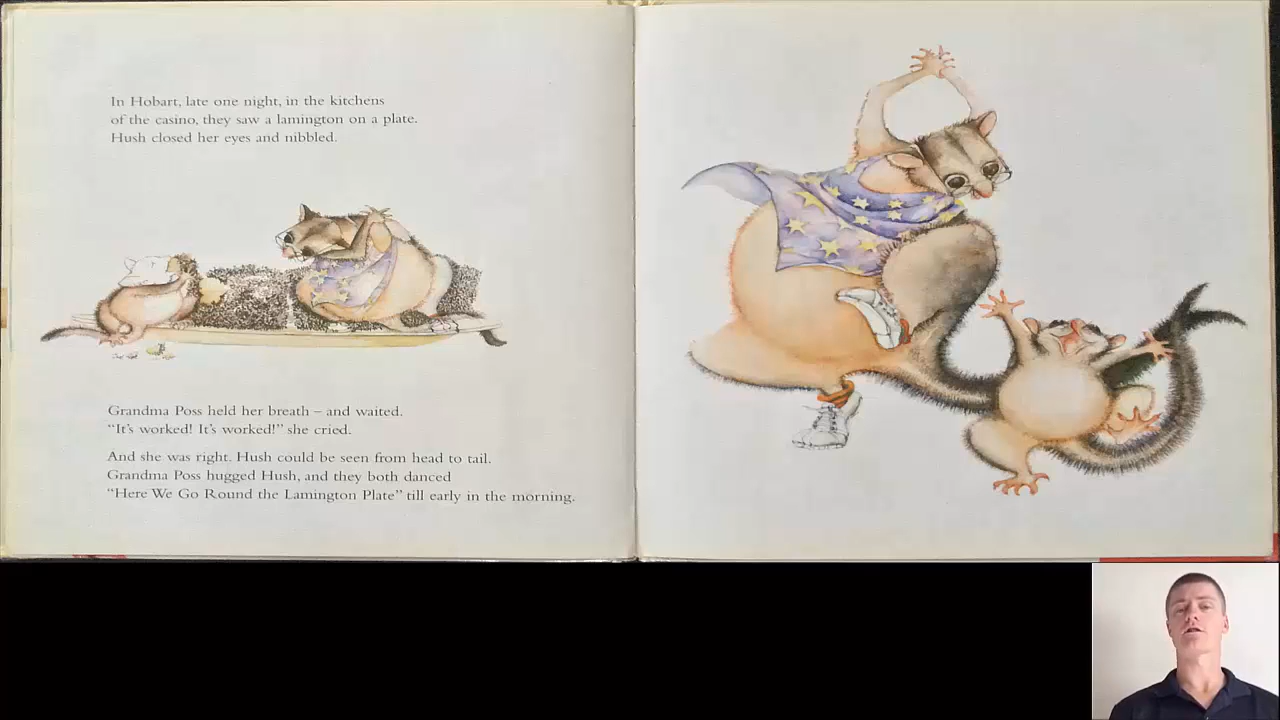 In Hobart, late one night, in the kitchens
of the casino, they saw a lamington on a plate.
Hush closed her eyes and nibbled.
Grandma Poss held her breath – and waited.
“It’s worked! It’s worked!” she cried.
And she was right. Hush could be seen from head to tail.
Grandma Poss hugged Hush, and they both danced
“Here We Go Round the Lamington Plate” till early in the morning.